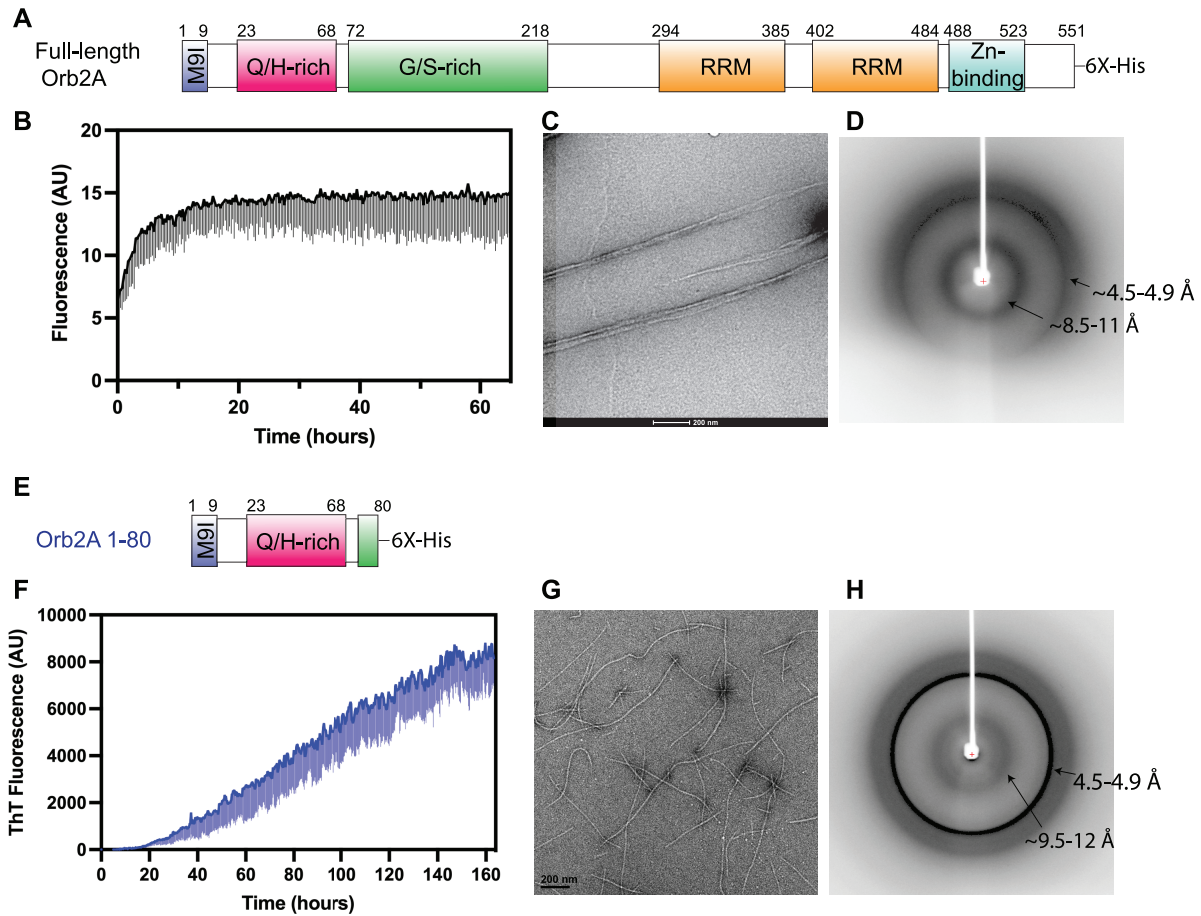 A
1 9 23 68 72 218 294 385 402 484 488 523 551
Full-length
Orb2A
M9I
Q/H-rich
G/S-rich
RRM
RRM
Zn-
binding
6X-His
B
Fluorescence (AU)
20
15
10
5
0
0 20 40 60
Time (hours)
C
200 nm
D
~4.5-4.9 Å
~8.5-11 Å
E
1 9 23 68 80
Orb2A 1-80
M9I
Q/H-rich
6X-His
F
ThT Fluorescence (AU)
10000
8000
6000
4000
2000
0
0 20 40 60 80 100 120 140 160
Time (hours)
G
200 nm
H
4.5-4.9 Å
~9.5-12 Å